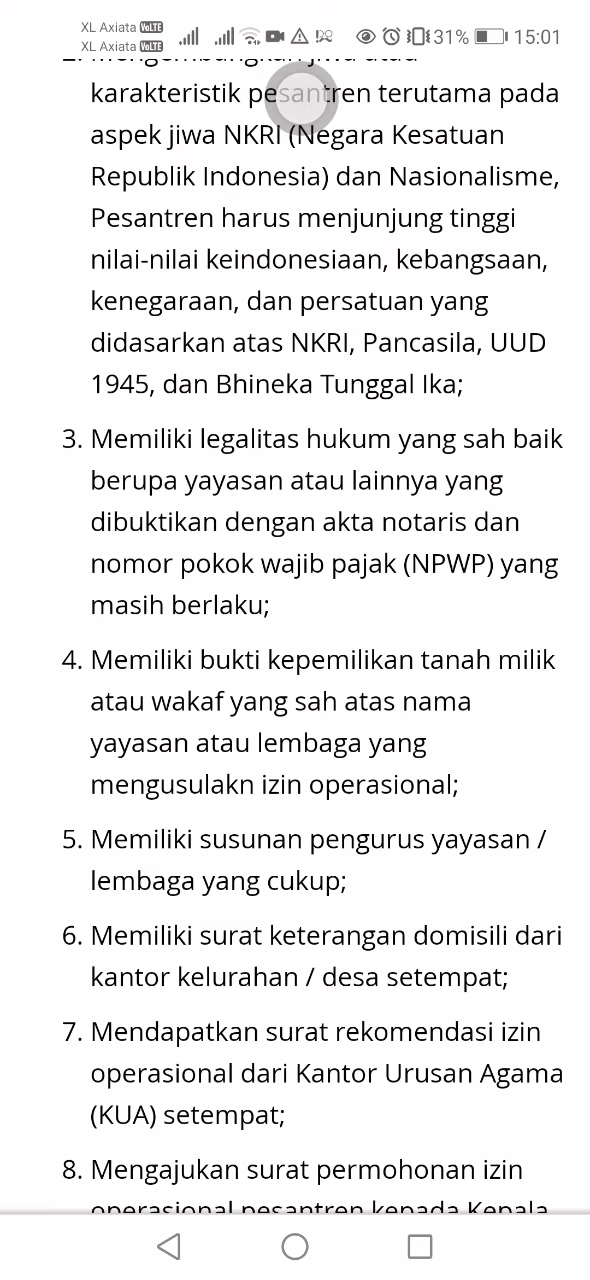 XL Axiata VoLTE
XL Axiata VoLTE
31% 15:01
karakteristik pesantren terutama pada
aspek jiwa NKRI (Negara Kesatuan
Republik Indonesia) dan Nasionalisme,
Pesantren harus menjunjung tinggi
nilai-nilai keindonesiaan, kebangsaan,
kenegaraan, dan persatuan yang
didasarkan atas NKRI, Pancasila, UUD
1945, dan Bhineka Tunggal Ika;
3. Memiliki legalitas hukum yang sah baik
berupa yayasan atau lainnya yang
dibuktikan dengan akta notaris dan
nomor pokok wajib pajak (NPWP) yang
masih berlaku;
4. Memiliki bukti kepemilikan tanah milik
atau wakaf yang sah atas nama
yayasan atau lembaga yang
mengusulakn izin operasional;
5. Memiliki susunan pengurus yayasan /
lembaga yang cukup;
6. Memiliki surat keterangan domisili dari
kantor kelurahan / desa setempat;
7. Mendapatkan surat rekomendasi izin
operasional dari Kantor Urusan Agama
(KUA) setempat;
8. Mengajukan surat permohonan izin
operasional pesantren kepada Kepala